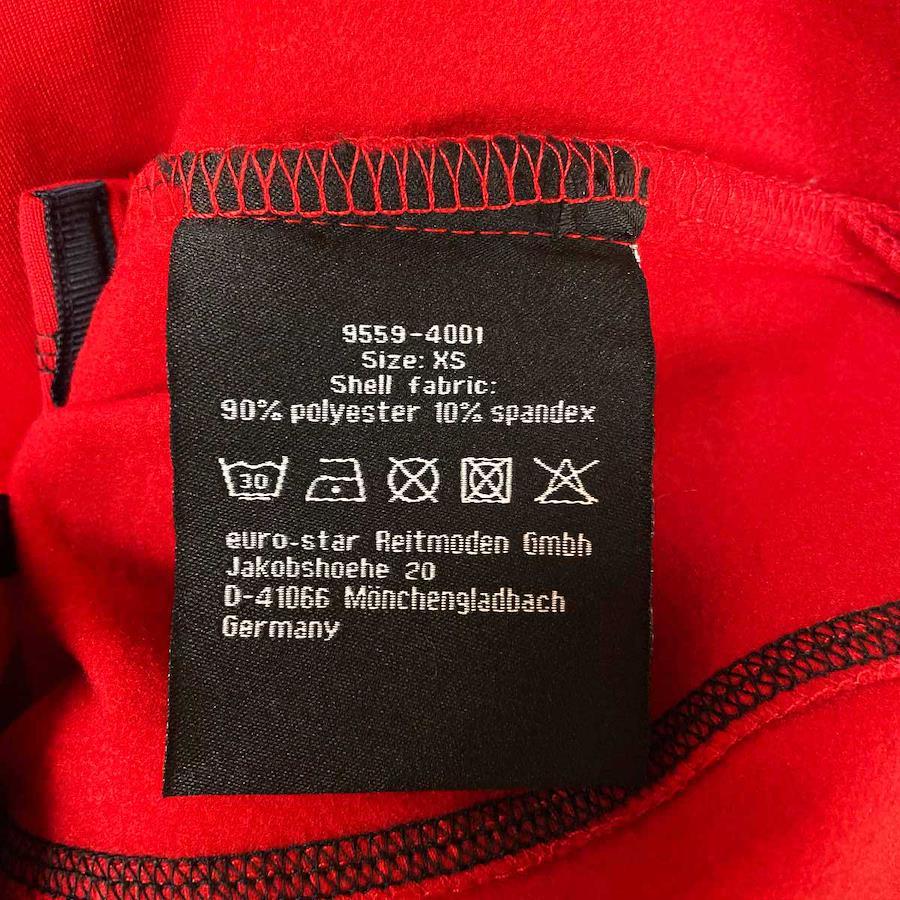 9559-4001
Size: XS
Shell fabric:
90% polyester 10% spandex
30
euro-star Reitmoden Gmbh
Jakobshoehe 20
D-41066 Mönchengladbach
Germany